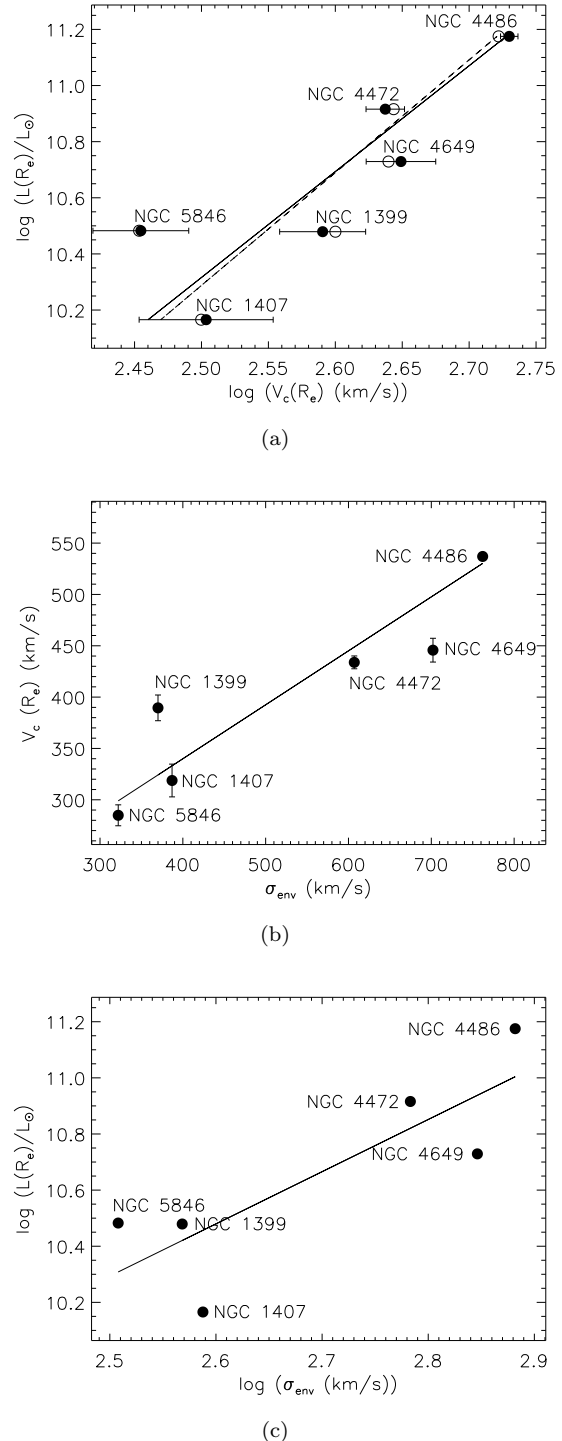 NGC 4486
11.2
11.0
NGC 4472
10.8
NGC 4649
10.6
NGC 5846
NGC 1399
10.4
NGC 1407
10.2
log (L(Rₑ)/L⊙)
2.45 2.50 2.55 2.60 2.65 2.70 2.75
log (V_c(Rₑ) (km/s))
(a)
550
NGC 4486
500
450
NGC 4649
NGC 4472
400
NGC 1399
350
NGC 1407
300
NGC 5846
V_c (Rₑ) (km/s)
300 400 500 600 700 800
σ_env (km/s)
(b)
11.2
NGC 4486
11.0
NGC 4472
10.8
NGC 4649
10.6
NGC 5846
NGC 1399
10.4
10.2
NGC 1407
log (L(Rₑ)/L⊙)
2.5 2.6 2.7 2.8 2.9
log (σ_env (km/s))
(c)